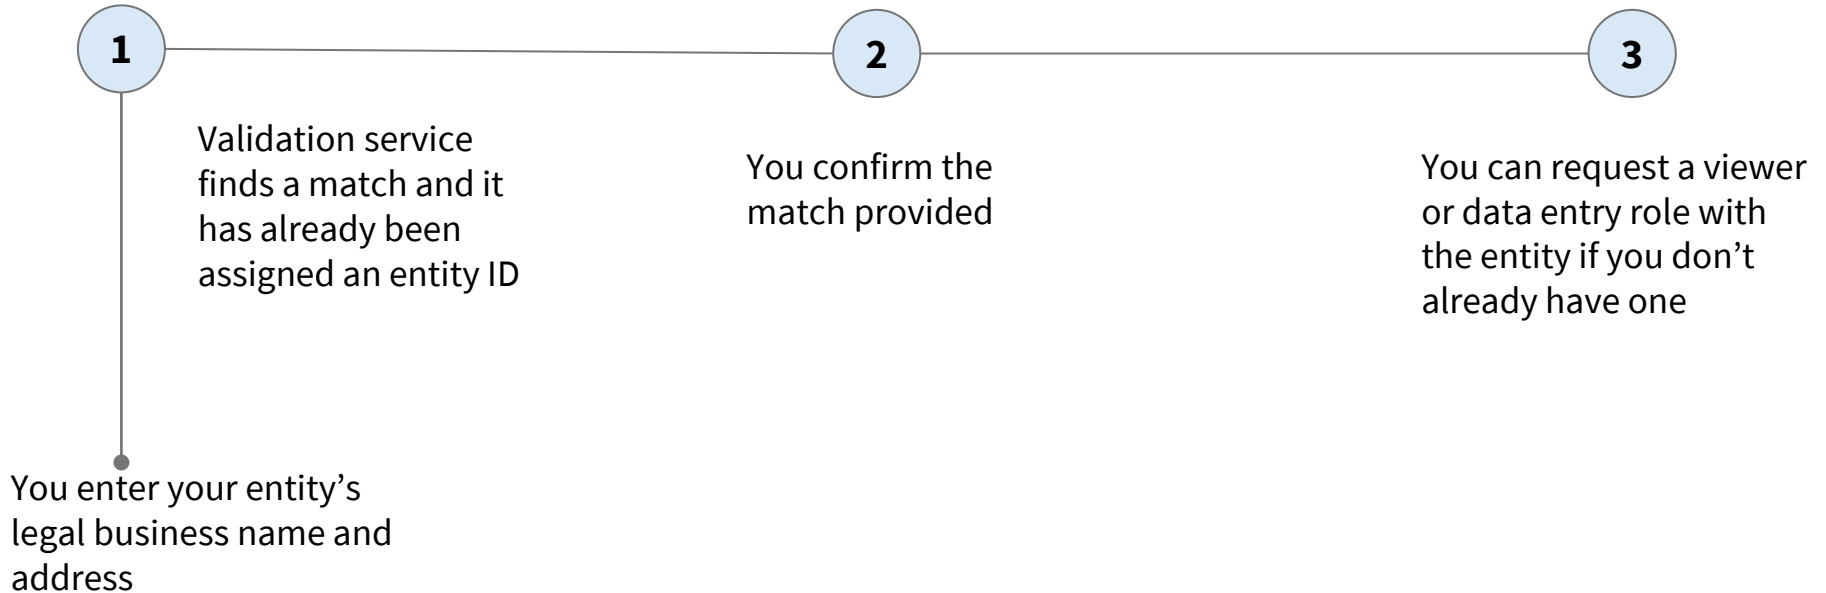 1
You enter your entity’s
legal business name and
address
Validation service
finds a match and it
has already been
assigned an entity ID
2
You confirm the
match provided
3
You can request a viewer
or data entry role with
the entity if you don’t
already have one